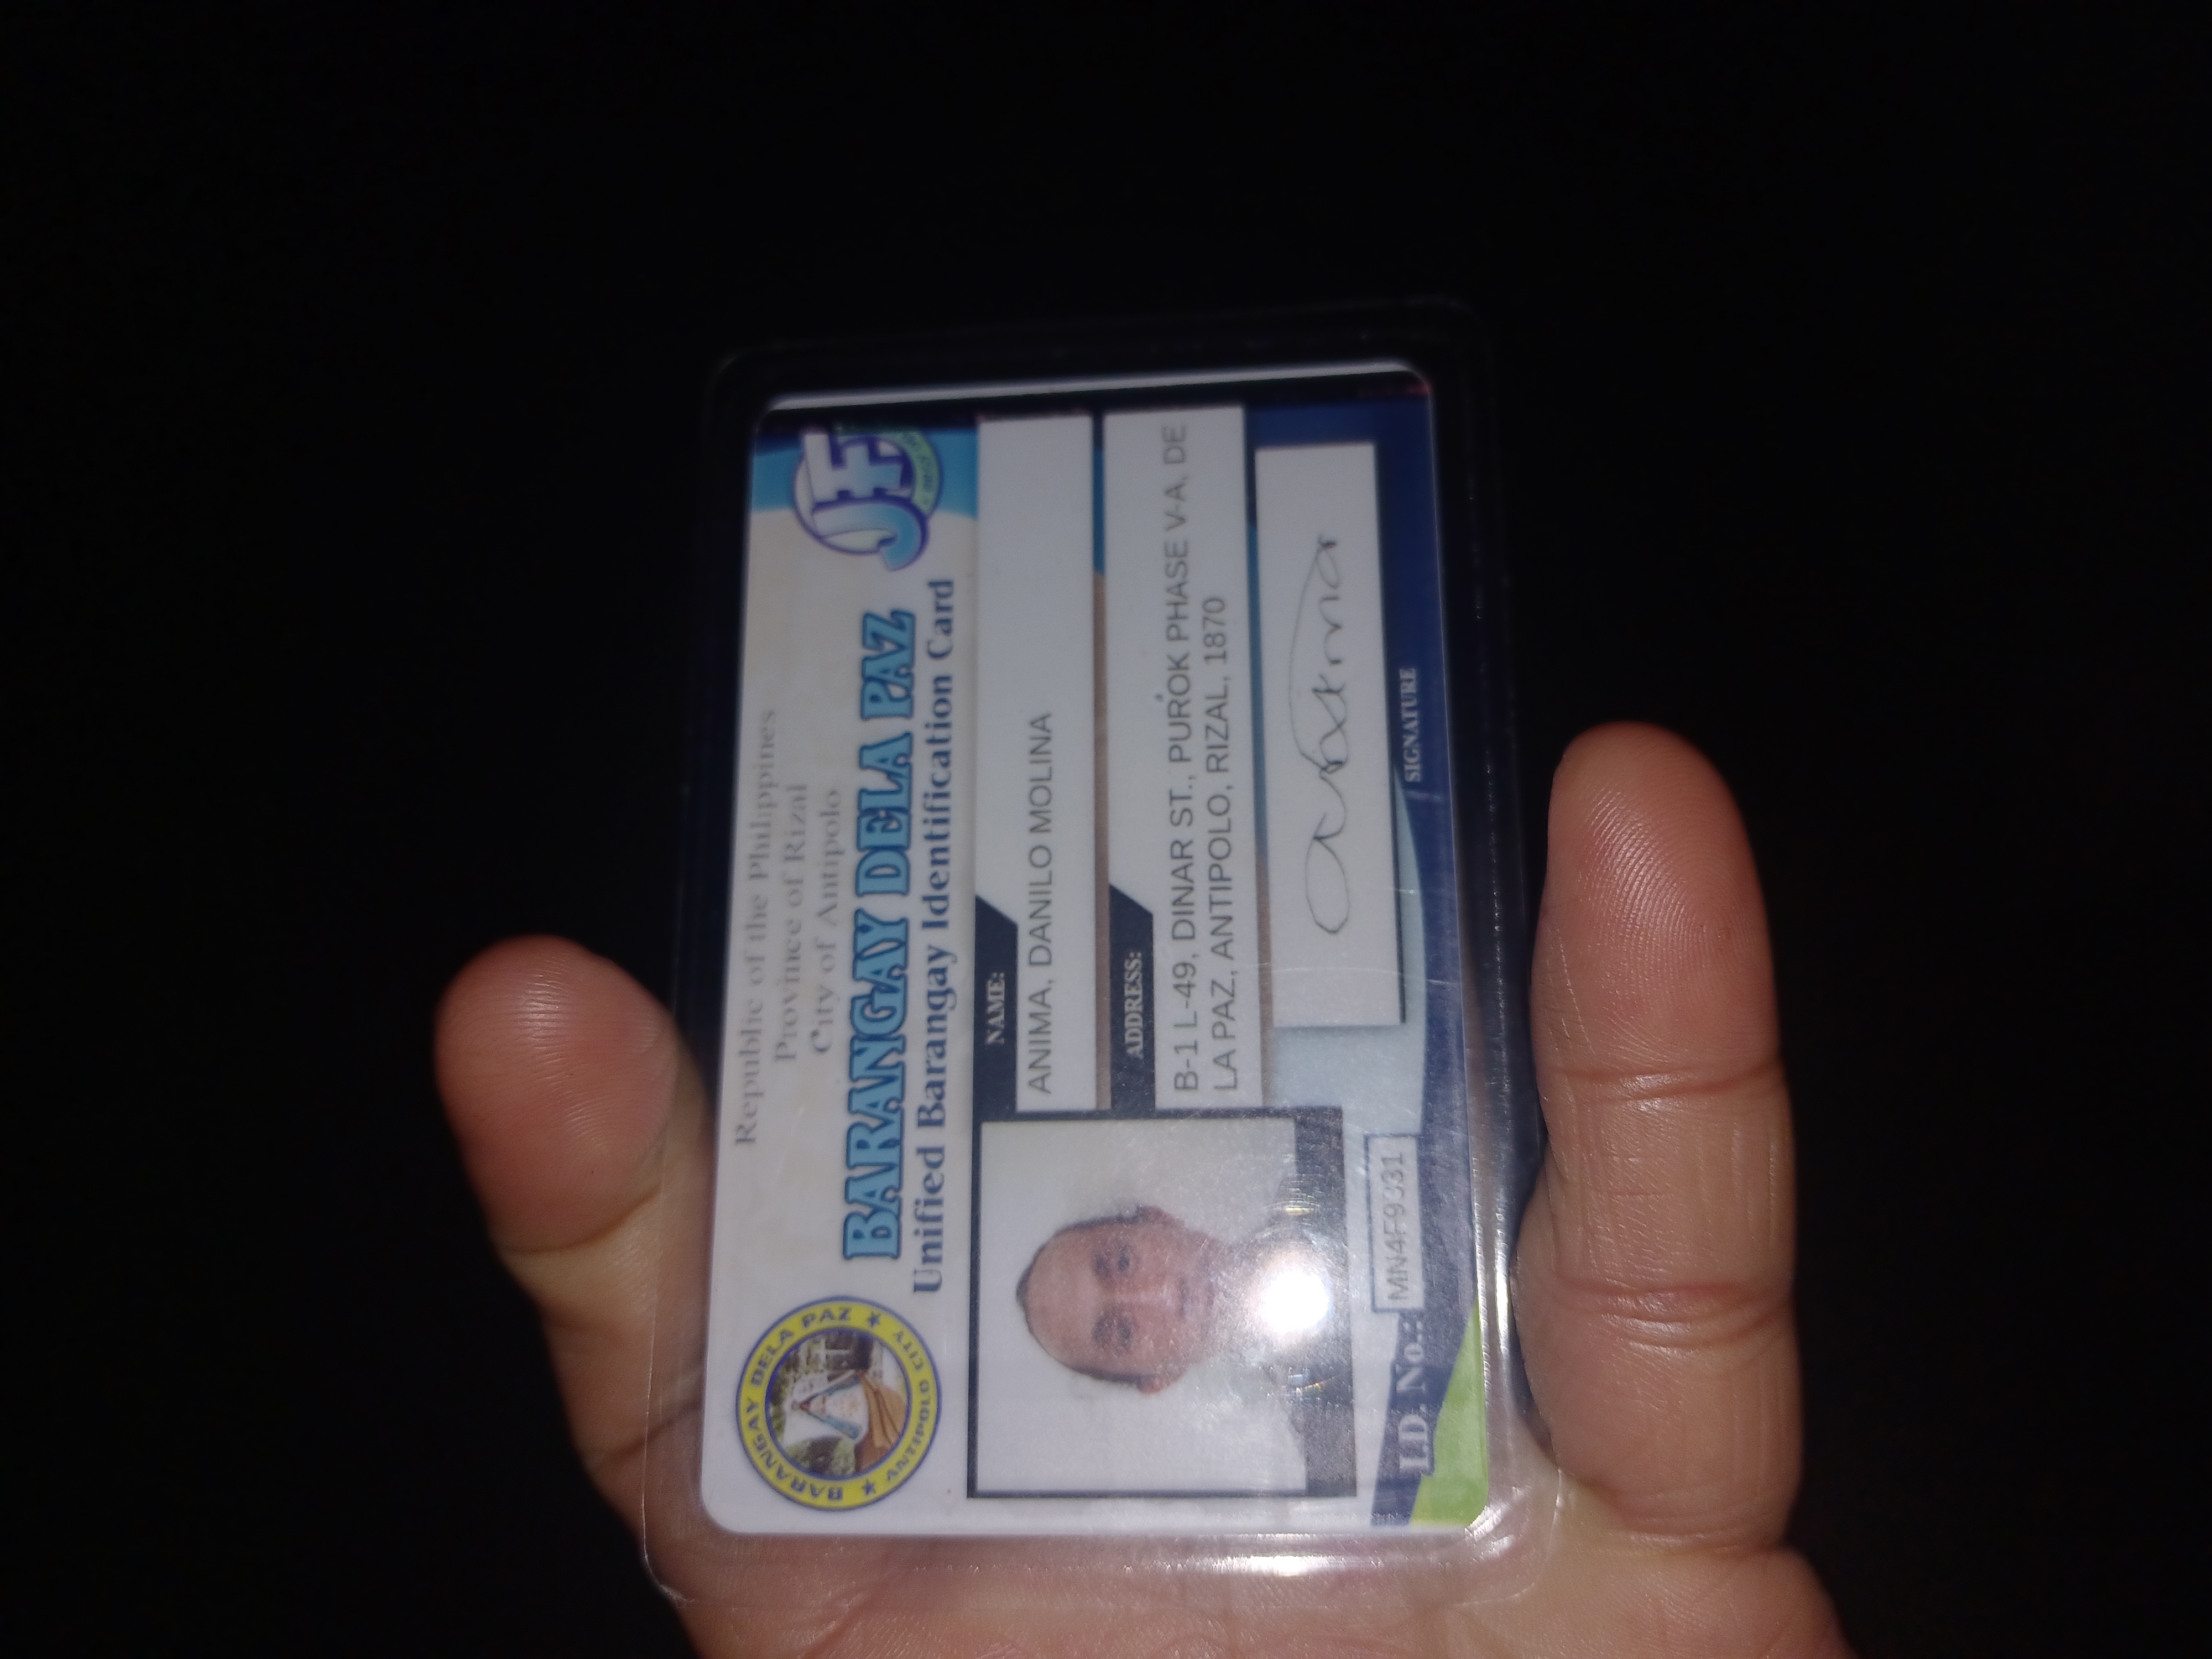 BARANGAY DELA PAZ
★ ANTIPOLO CITY ★
Republic of the Philippines
Province of Rizal
City of Antipolo
BARANGAY DELA PAZ
Unified Barangay Identification Card
JF
NAME:
ANIMA, DANILO MOLINA
ADDRESS:
B-1 L-49, DINAR ST., PUROK PHASE V-A, DE
LA PAZ, ANTIPOLO, RIZAL, 1870
I.D. No.: MN4F9331
SIGNATURE